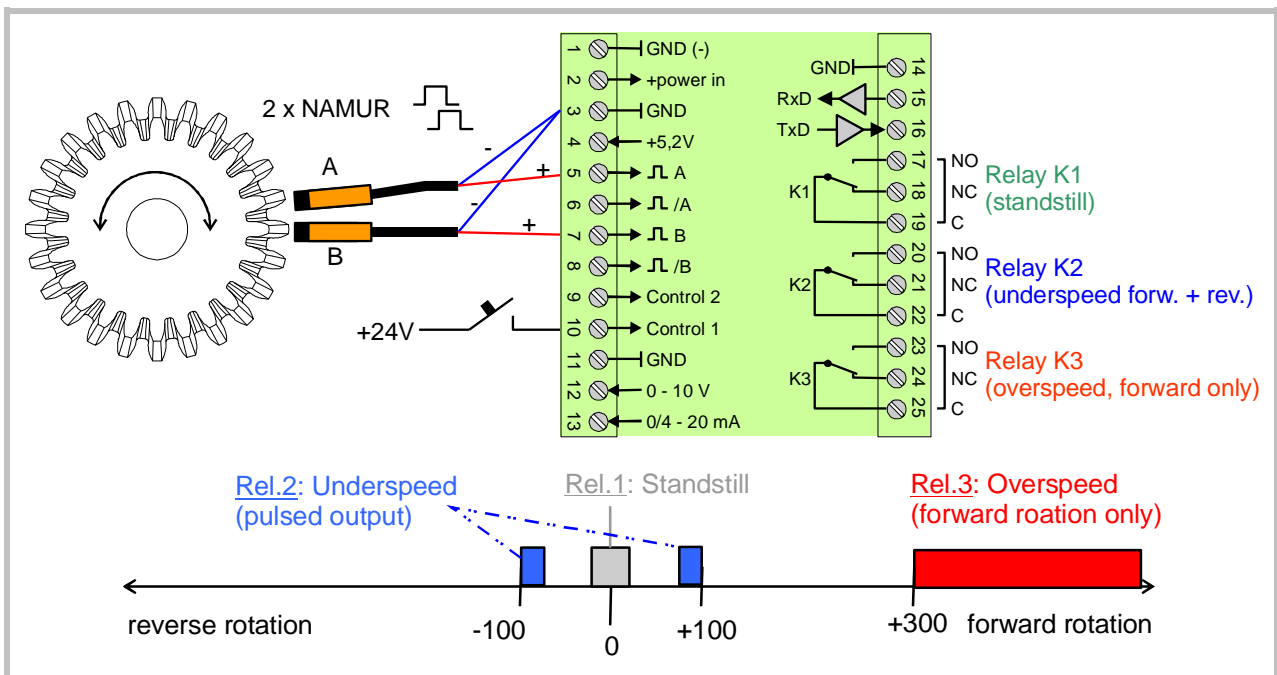 2 x NAMUR
A
B
-
+
-
+
+24V
1 GND (-)
2 +power in
3 GND
4 +5,2V
5 A
6 /A
7 B
8 /B
9 Control 2
10 Control 1
11 GND
12 0 - 10 V
13 0/4 - 20 mA
GND 14
RxD 15
TxD 16
17 NO
K1 18 NC
19 C
Relay K1
(standstill)
20 NO
K2 21 NC
22 C
Relay K2
(underspeed forw. + rev.)
23 NO
K3 24 NC
25 C
Relay K3
(overspeed, forward only)
Rel.2: Underspeed
(pulsed output)
Rel.1: Standstill
Rel.3: Overspeed
(forward roation only)
reverse rotation
-100
0
+100
+300
forward rotation